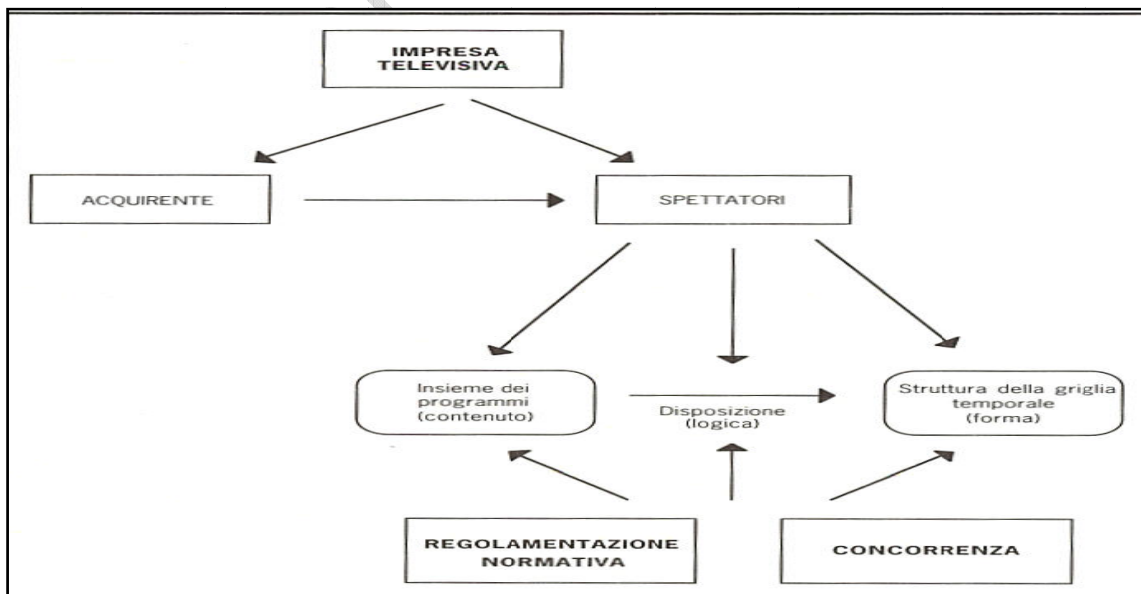 IMPRESA
TELEVISIVA
ACQUIRENTE
SPETTATORI
Insieme dei
programmi
(contenuto)
Disposizione
(logica)
Struttura della griglia
temporale
(forma)
REGOLAMENTAZIONE
NORMATIVA
CONCORRENZA